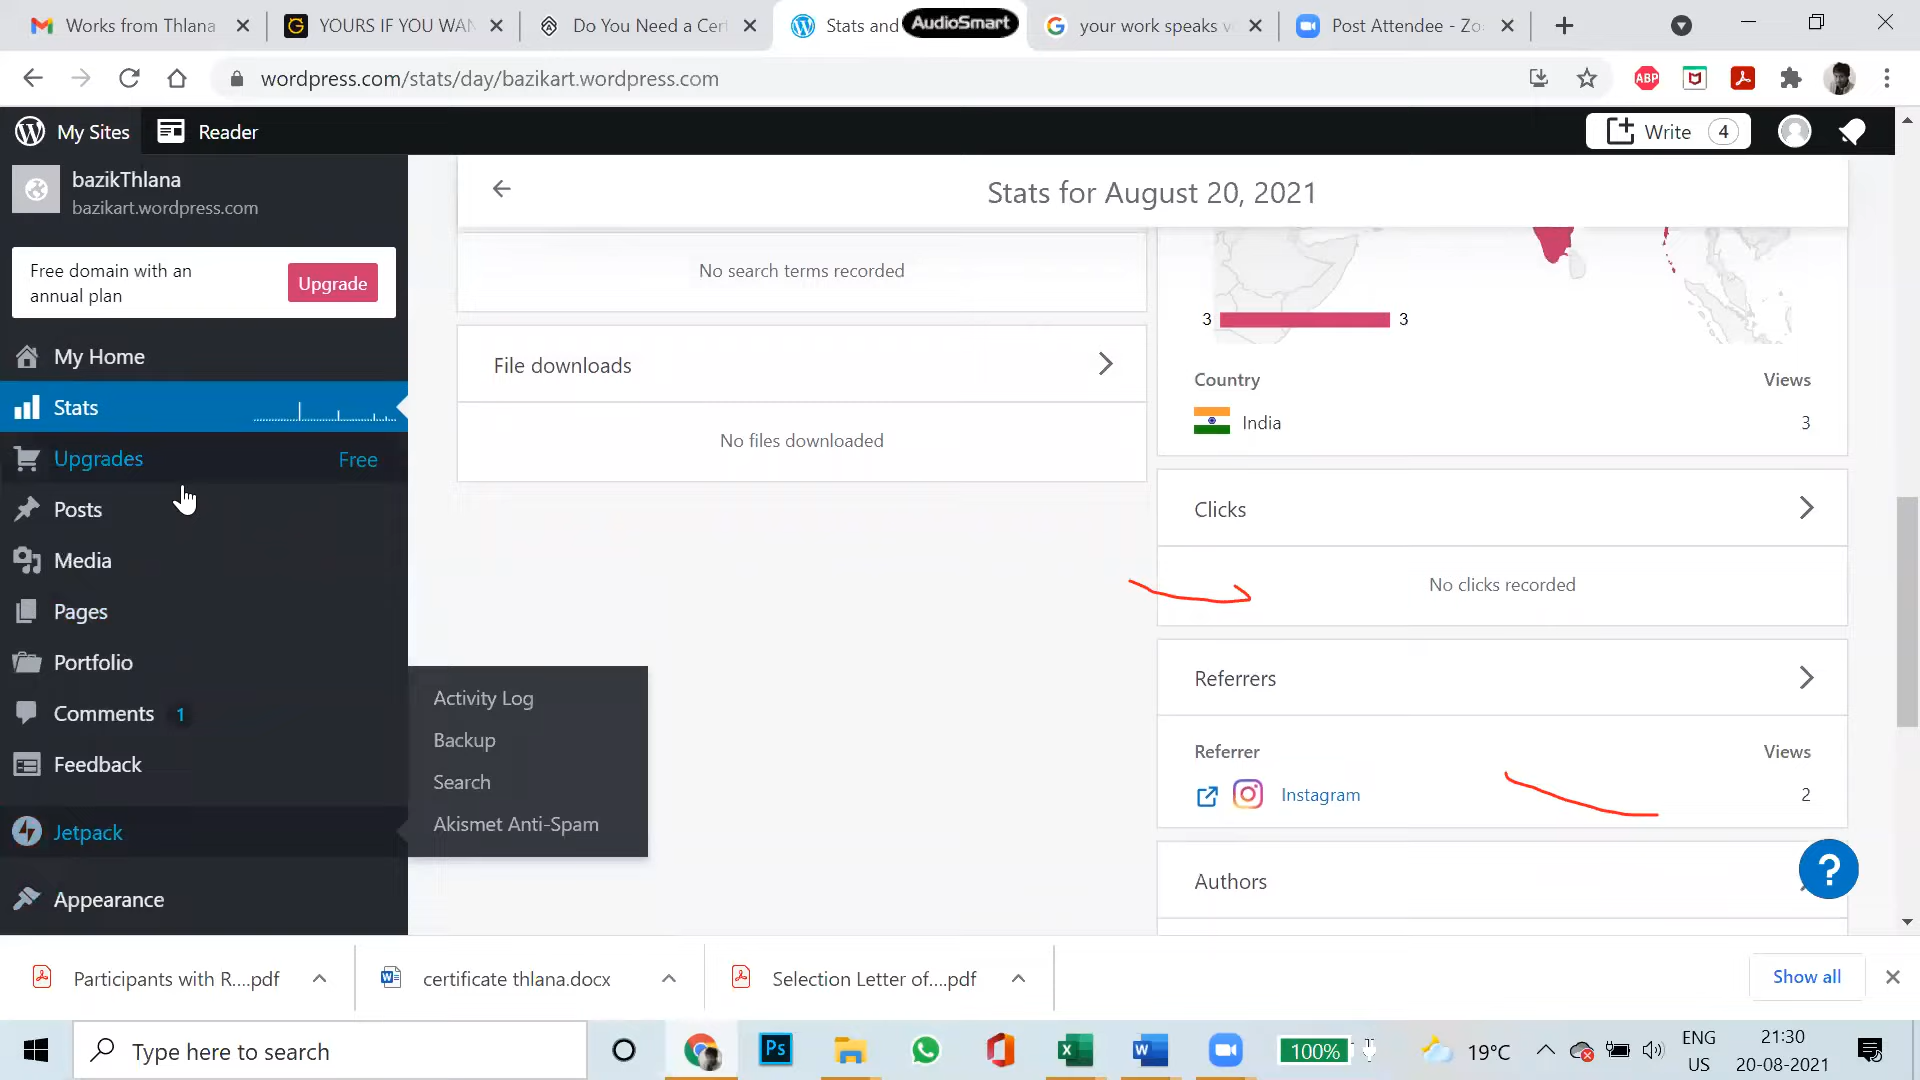 Works from Thlana
YOURS IF YOU WAN
Do You Need a Cert
Stats and
AudioSmart
your work speaks v
Post Attendee - Zo
wordpress.com/stats/day/bazikart.wordpress.com
ABP
My Sites
Reader
Write 4
bazikThlana
bazikart.wordpress.com
Free domain with an
annual plan
Upgrade
My Home
Stats
Upgrades Free
Posts
Media
Pages
Portfolio
Comments 1
Feedback
Jetpack
Appearance
Activity Log
Backup
Search
Akismet Anti-Spam
Stats for August 20, 2021
No search terms recorded
File downloads
No files downloaded
3 3
Country Views
India 3
Clicks
No clicks recorded
Referrers
Referrer Views
Instagram 2
Authors
?
Participants with R....pdf
certificate thlana.docx
Selection Letter of....pdf
Show all
Type here to search
Ps
100%
19°C
ENG
US
21:30
20-08-2021